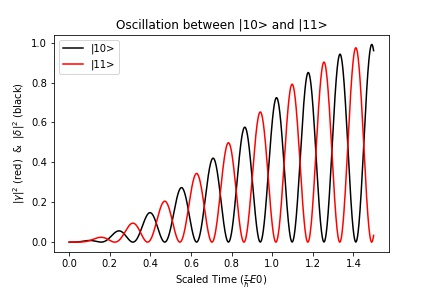 Oscillation between |10> and |11>
|γ|² (red)  &  |δ|² (black)
|10>
|11>
1.0
0.8
0.6
0.4
0.2
0.0
0.0 0.2 0.4 0.6 0.8 1.0 1.2 1.4
Scaled Time (τ/ħ E0)